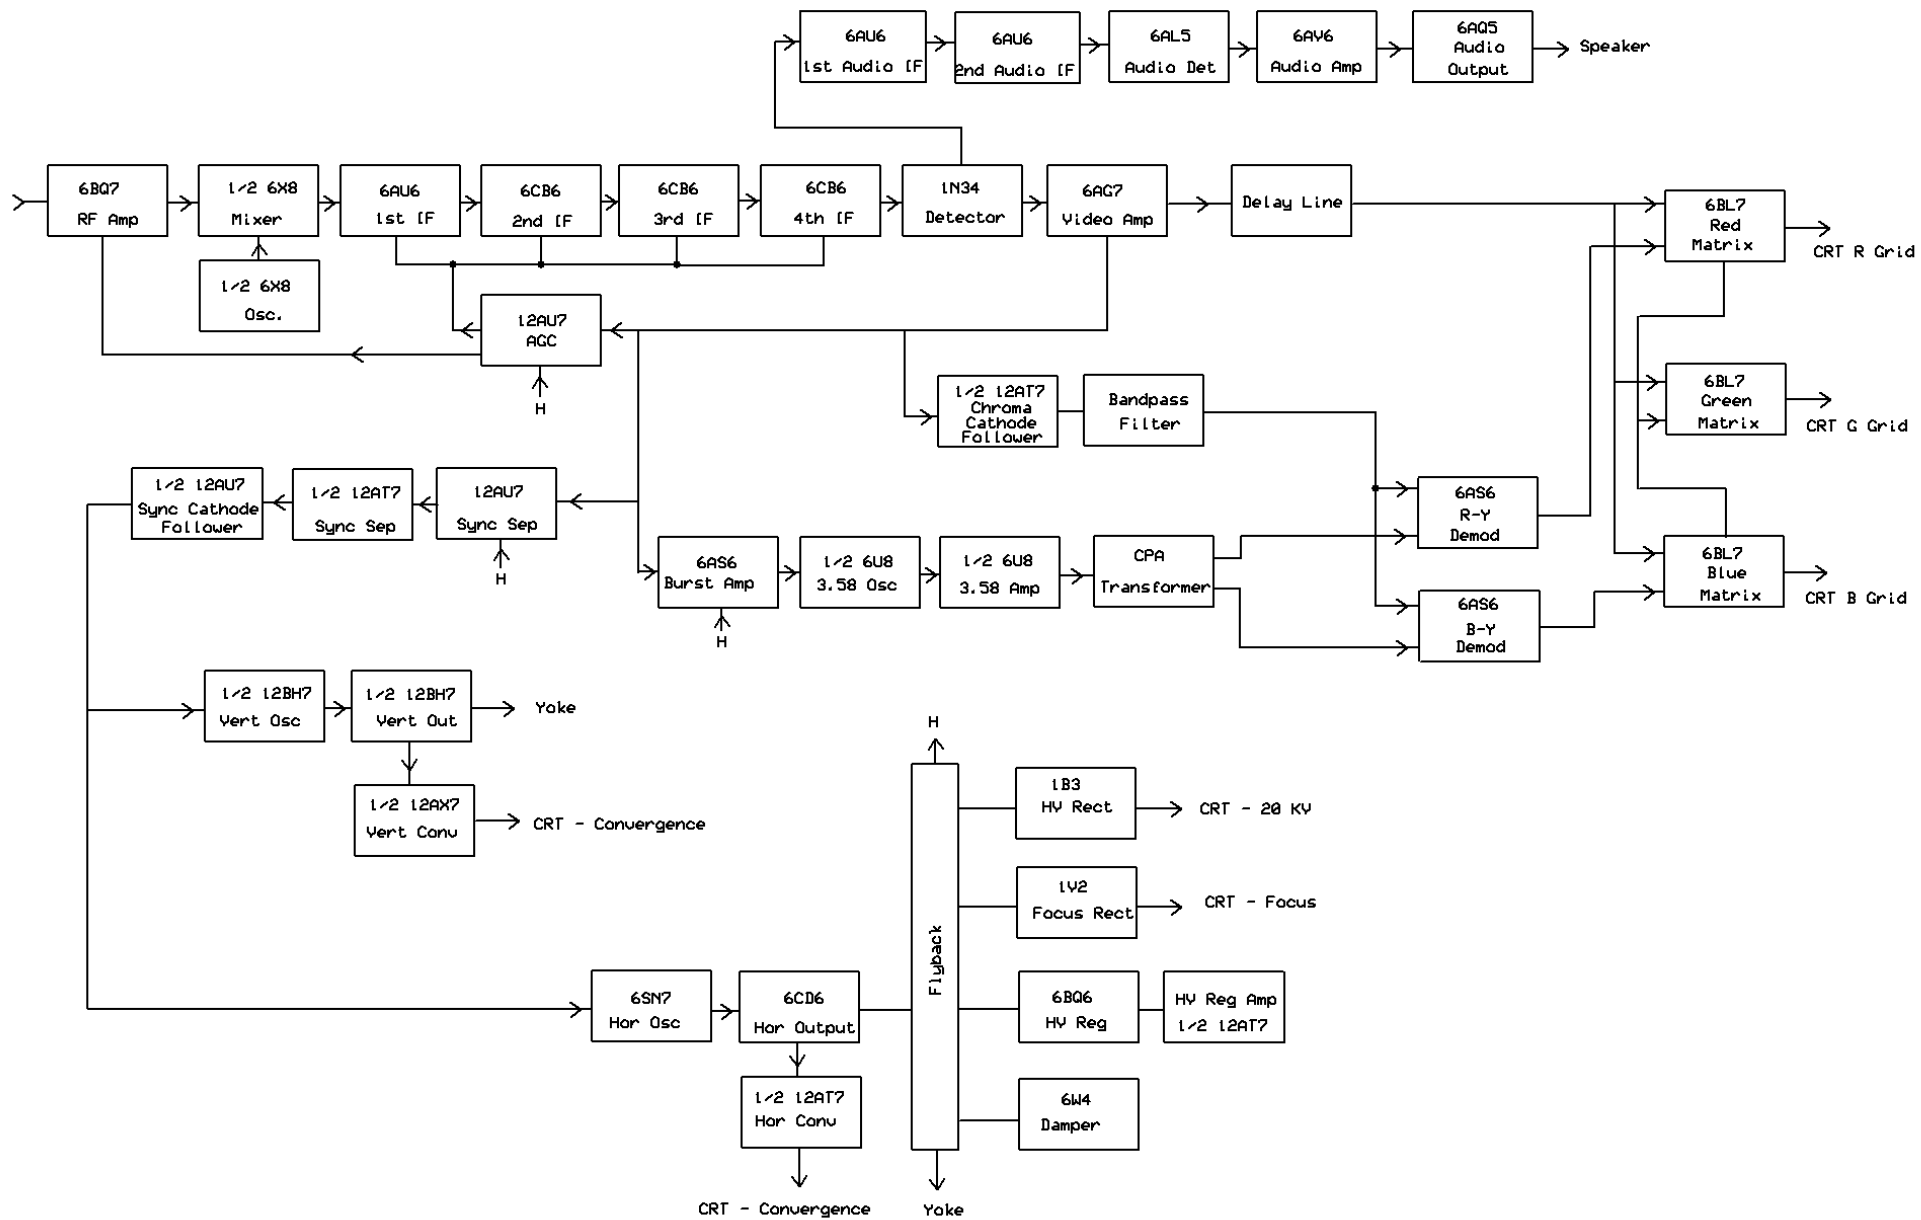 6AU6
1st Audio IF
6AU6
2nd Audio IF
6AL5
Audio Det
6AV6
Audio Amp
6AQ5
Audio
Output
Speaker
6BQ7
RF Amp
1/2 6X8
Mixer
6AU6
1st IF
6CB6
2nd IF
6CB6
3rd IF
6CB6
4th IF
1N34
Detector
6AG7
Video Amp
Delay Line
6BL7
Red
Matrix
CRT R Grid
1/2 6X8
Osc.
12AU7
AGC
H
1/2 12AT7
Chroma
Cathode
Follower
Bandpass
Filter
6BL7
Green
Matrix
CRT G Grid
1/2 12AU7
Sync Cathode
Follower
1/2 12AT7
Sync Sep
12AU7
Sync Sep
H
6AS6
R-Y
Demod
6AS6
Burst Amp
H
1/2 6U8
3.58 Osc
1/2 6U8
3.58 Amp
CPA
Transformer
6AS6
B-Y
Demod
6BL7
Blue
Matrix
CRT B Grid
1/2 12BH7
Vert Osc
1/2 12BH7
Vert Out
Yoke
1/2 12AX7
Vert Conv
CRT - Convergence
H
Flyback
1B3
HV Rect
CRT - 20 KV
1V2
Focus Rect
CRT - Focus
6SN7
Hor Osc
6CD6
Hor Output
6BQ6
HV Reg
HV Reg Amp
1/2 12AT7
1/2 12AT7
Hor Conv
6W4
Damper
CRT - Convergence
Yoke